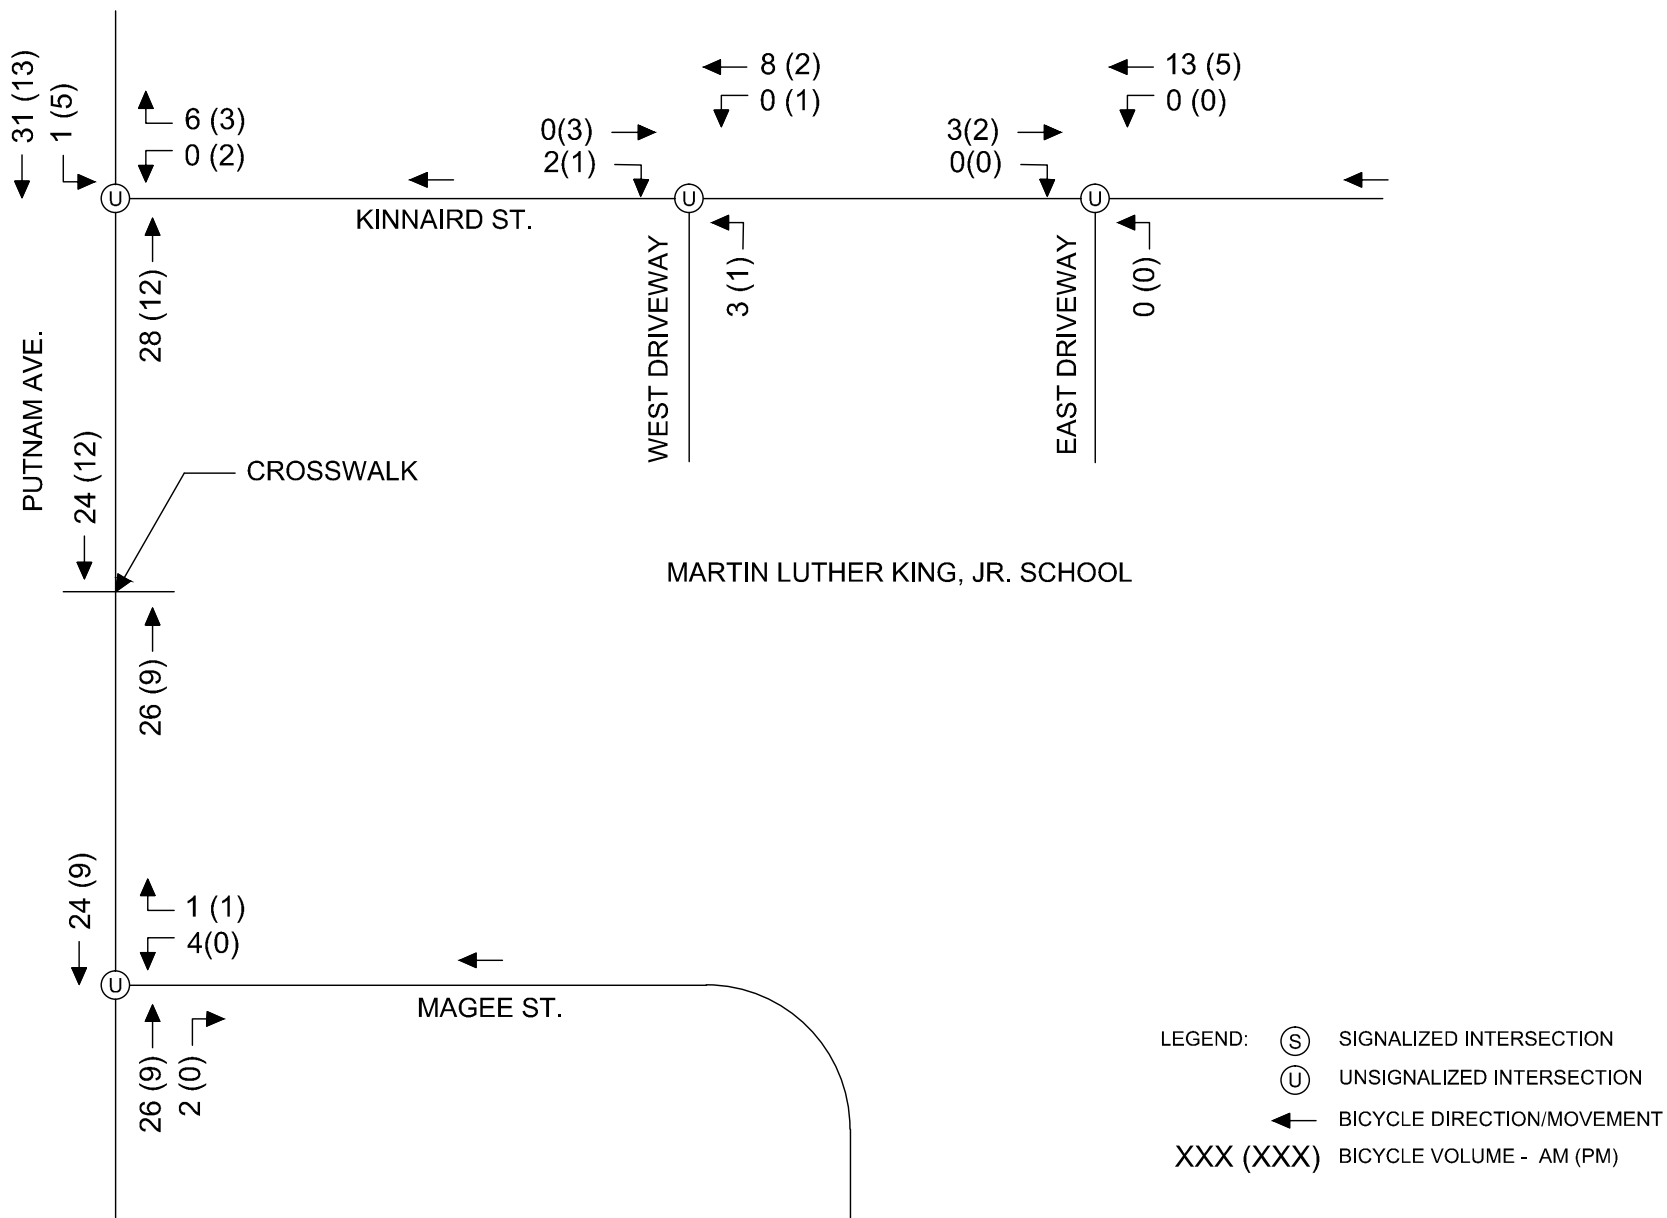 31 (13)
1 (5)
6 (3)
0 (2)
8 (2)
0 (1)
0(3)
2(1)
13 (5)
0 (0)
3(2)
0(0)
KINNAIRD ST.
28 (12)
WEST DRIVEWAY
3 (1)
EAST DRIVEWAY
0 (0)
PUTNAM AVE.
24 (12)
CROSSWALK
MARTIN LUTHER KING, JR. SCHOOL
26 (9)
24 (9)
1 (1)
4(0)
MAGEE ST.
26 (9)
2 (0)
LEGEND: S SIGNALIZED INTERSECTION
U UNSIGNALIZED INTERSECTION
BICYCLE DIRECTION/MOVEMENT
XXX (XXX) BICYCLE VOLUME - AM (PM)
U
U
U
U